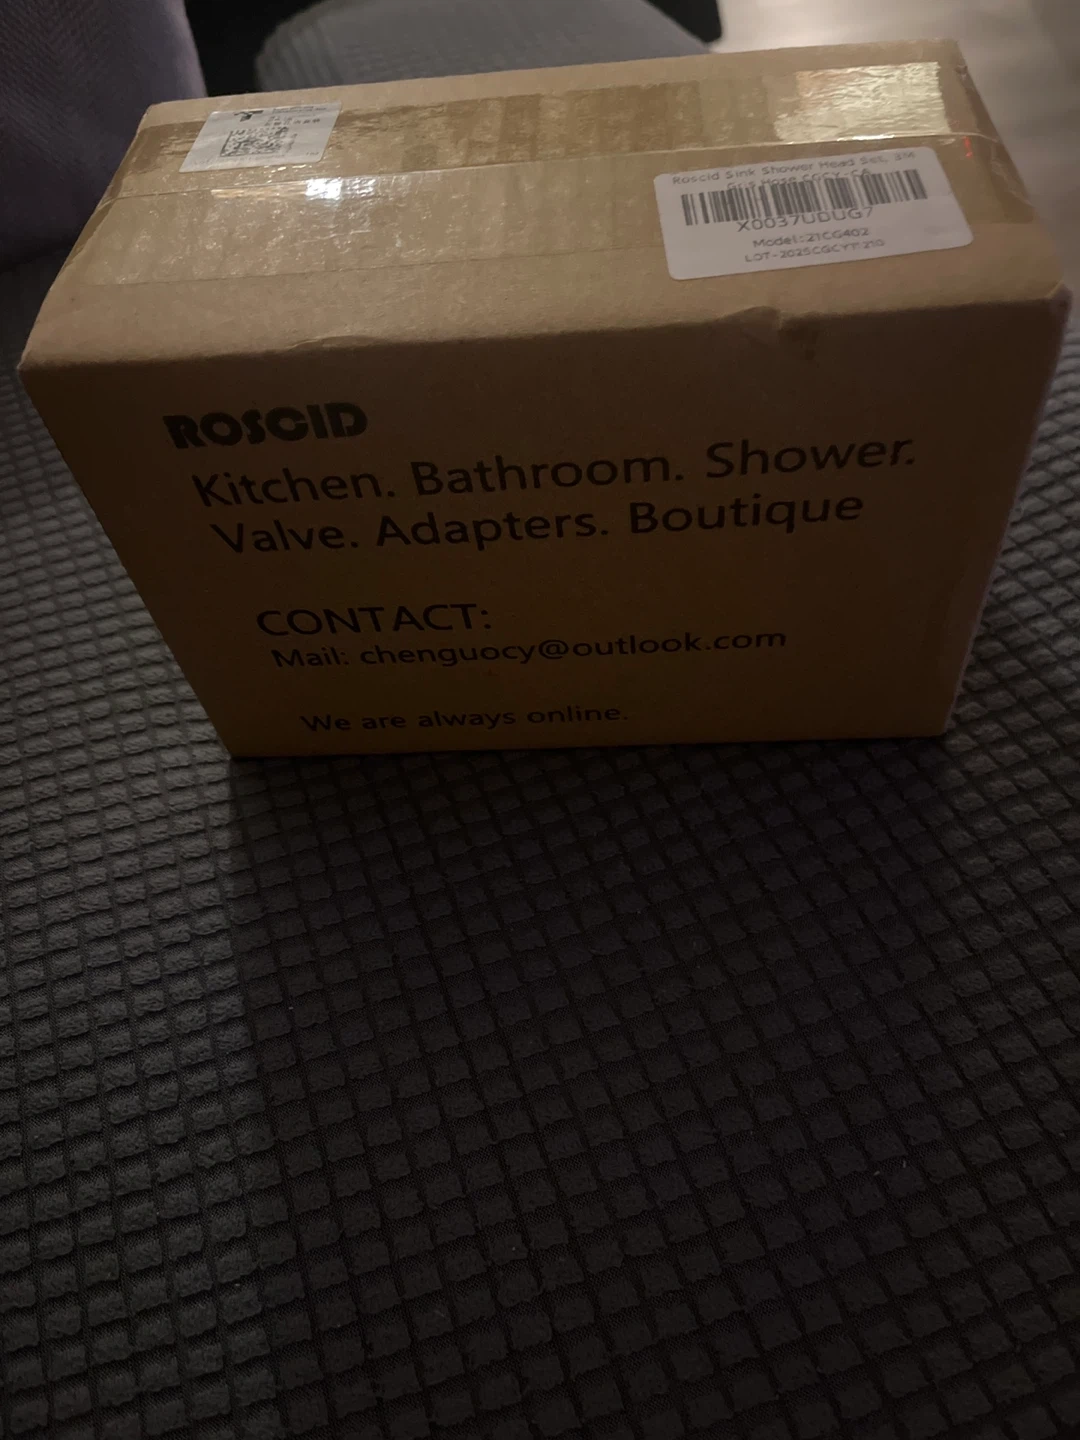 Roscid Sink Shower Head Set, 3M
X0037UDUG7
Model:21CG402
ROSCID
Kitchen. Bathroom. Shower.
Valve. Adapters. Boutique
CONTACT:
Mail: chenguocy@outlook.com
We are always online.